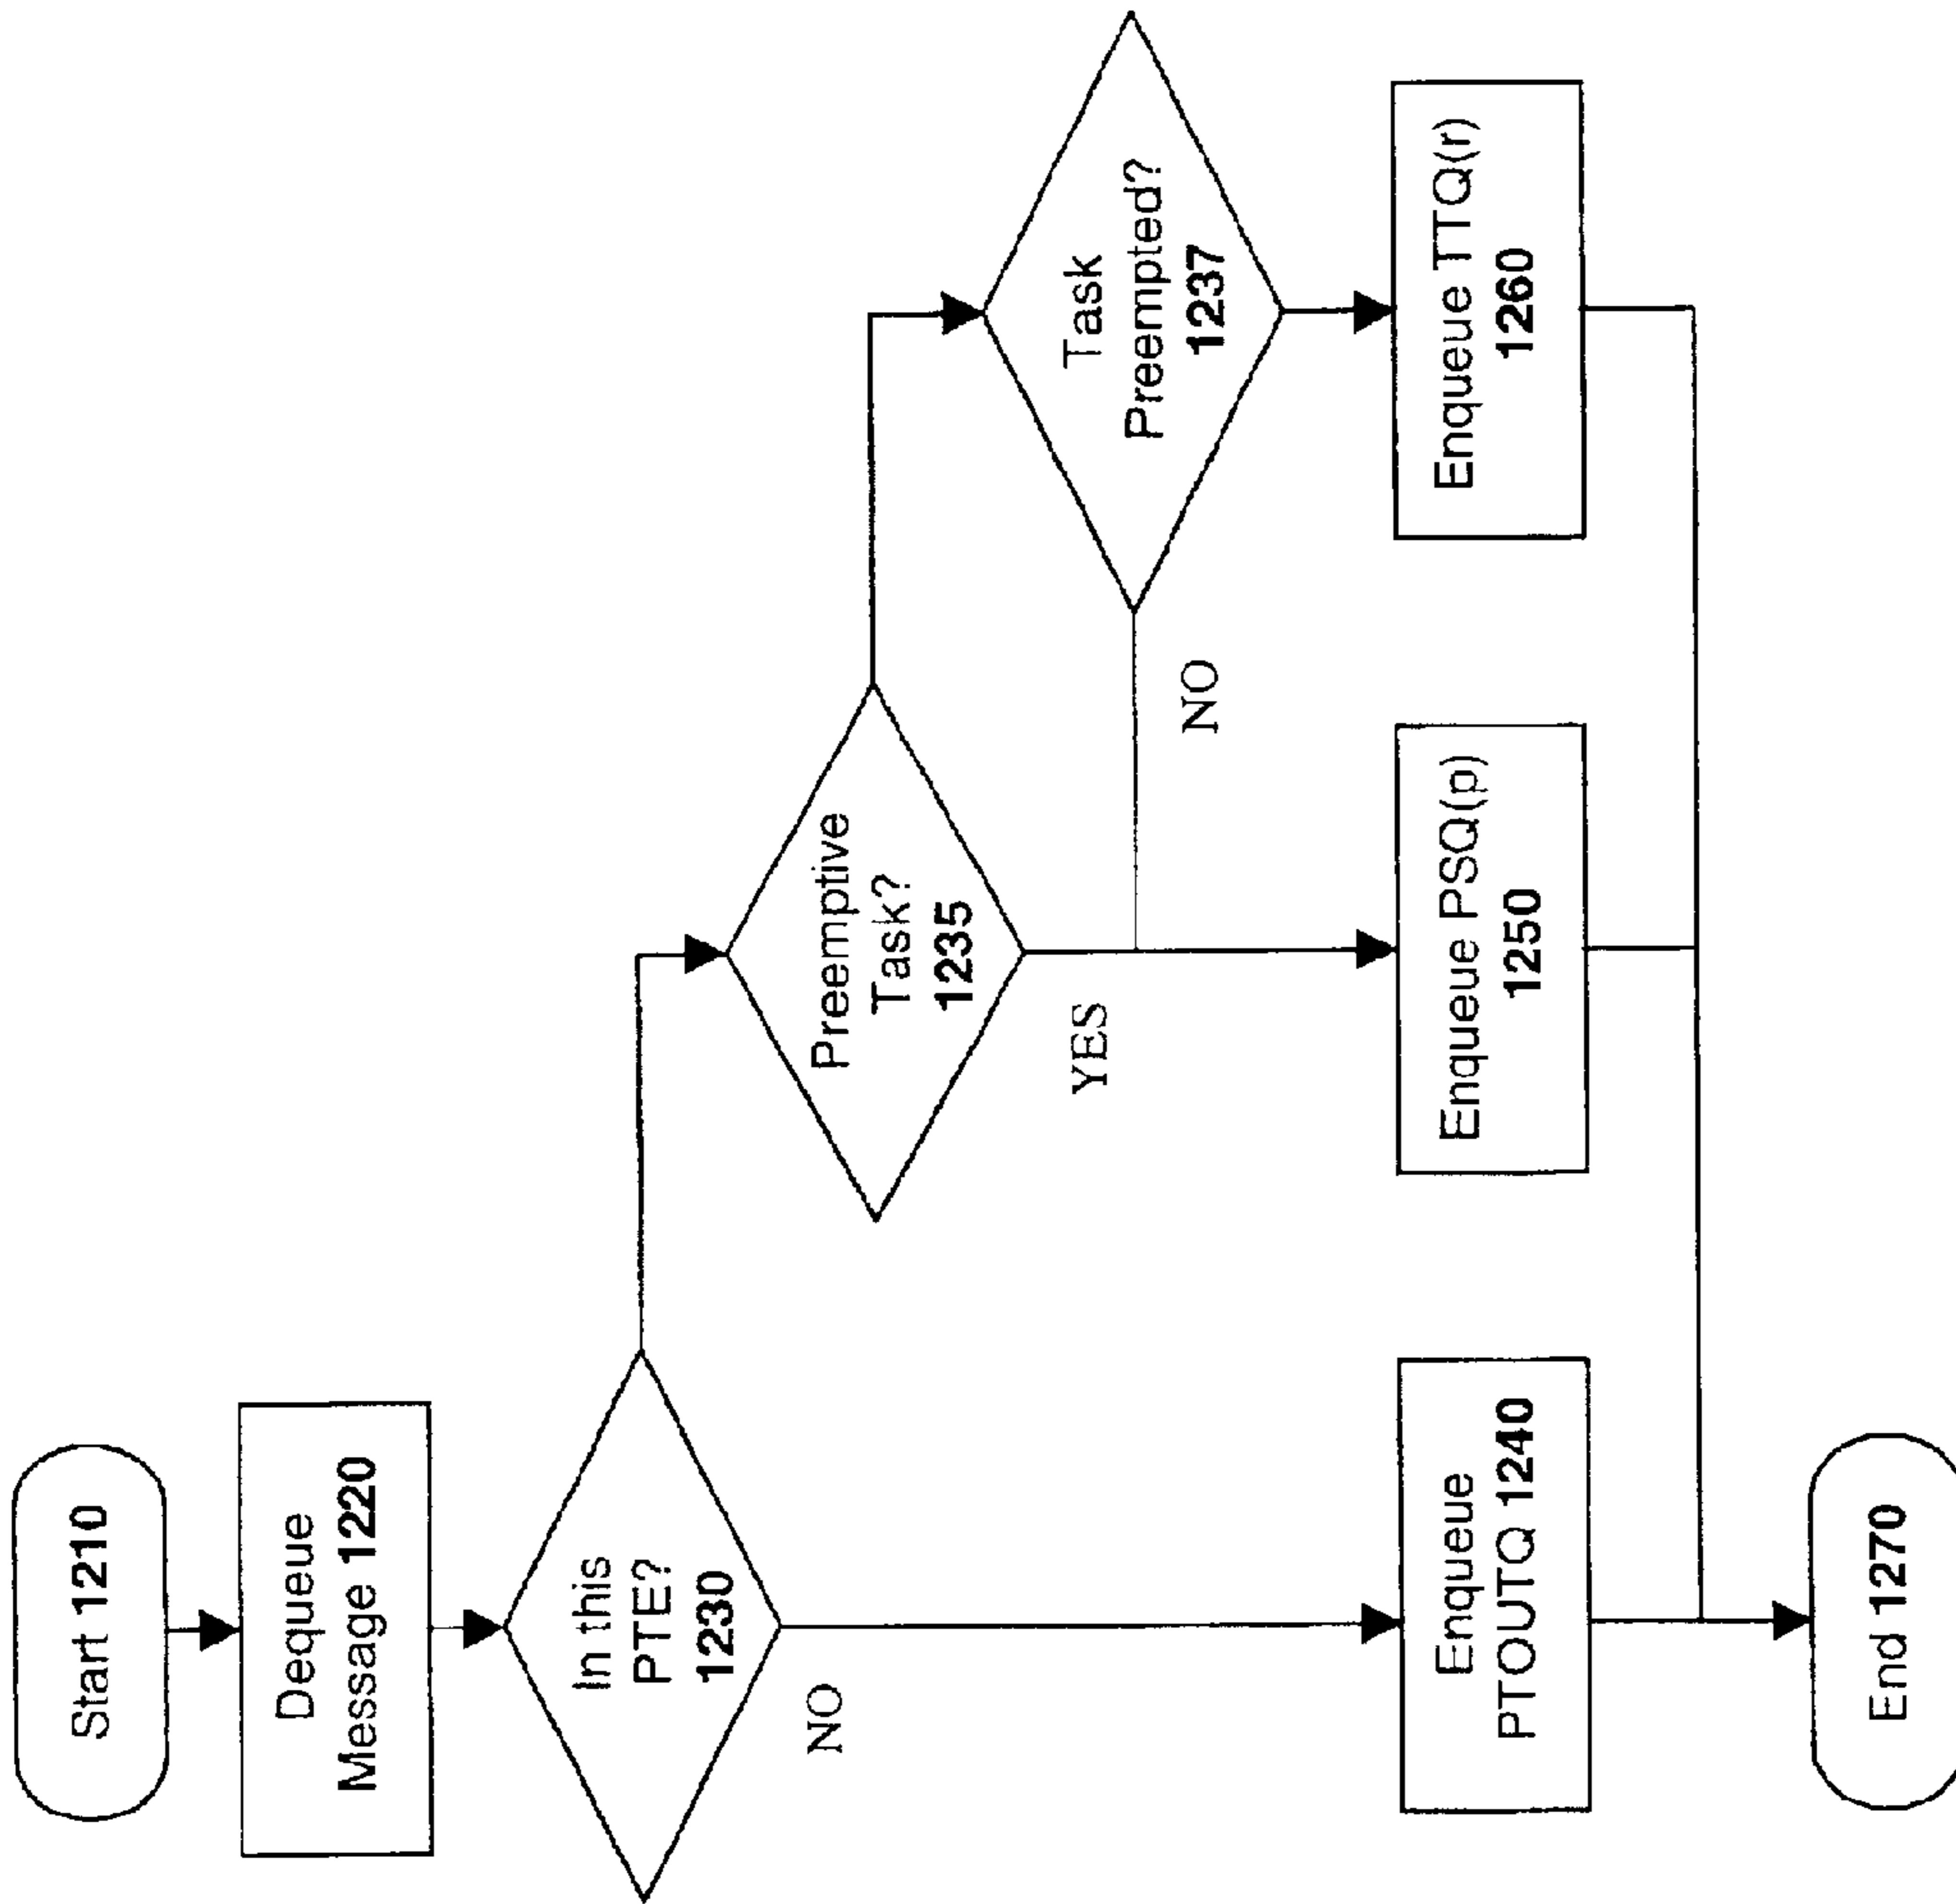 Start 1210
Dequeue
Message 1220
In this
PTE?
1230
NO
Preemptive
Task?
1235
YES
Task
Preempted?
1237
NO
Enqueue
PTOUTQ 1240
Enqueue PSQ(p)
1250
Enqueue TTQ(r)
1260
End 1270